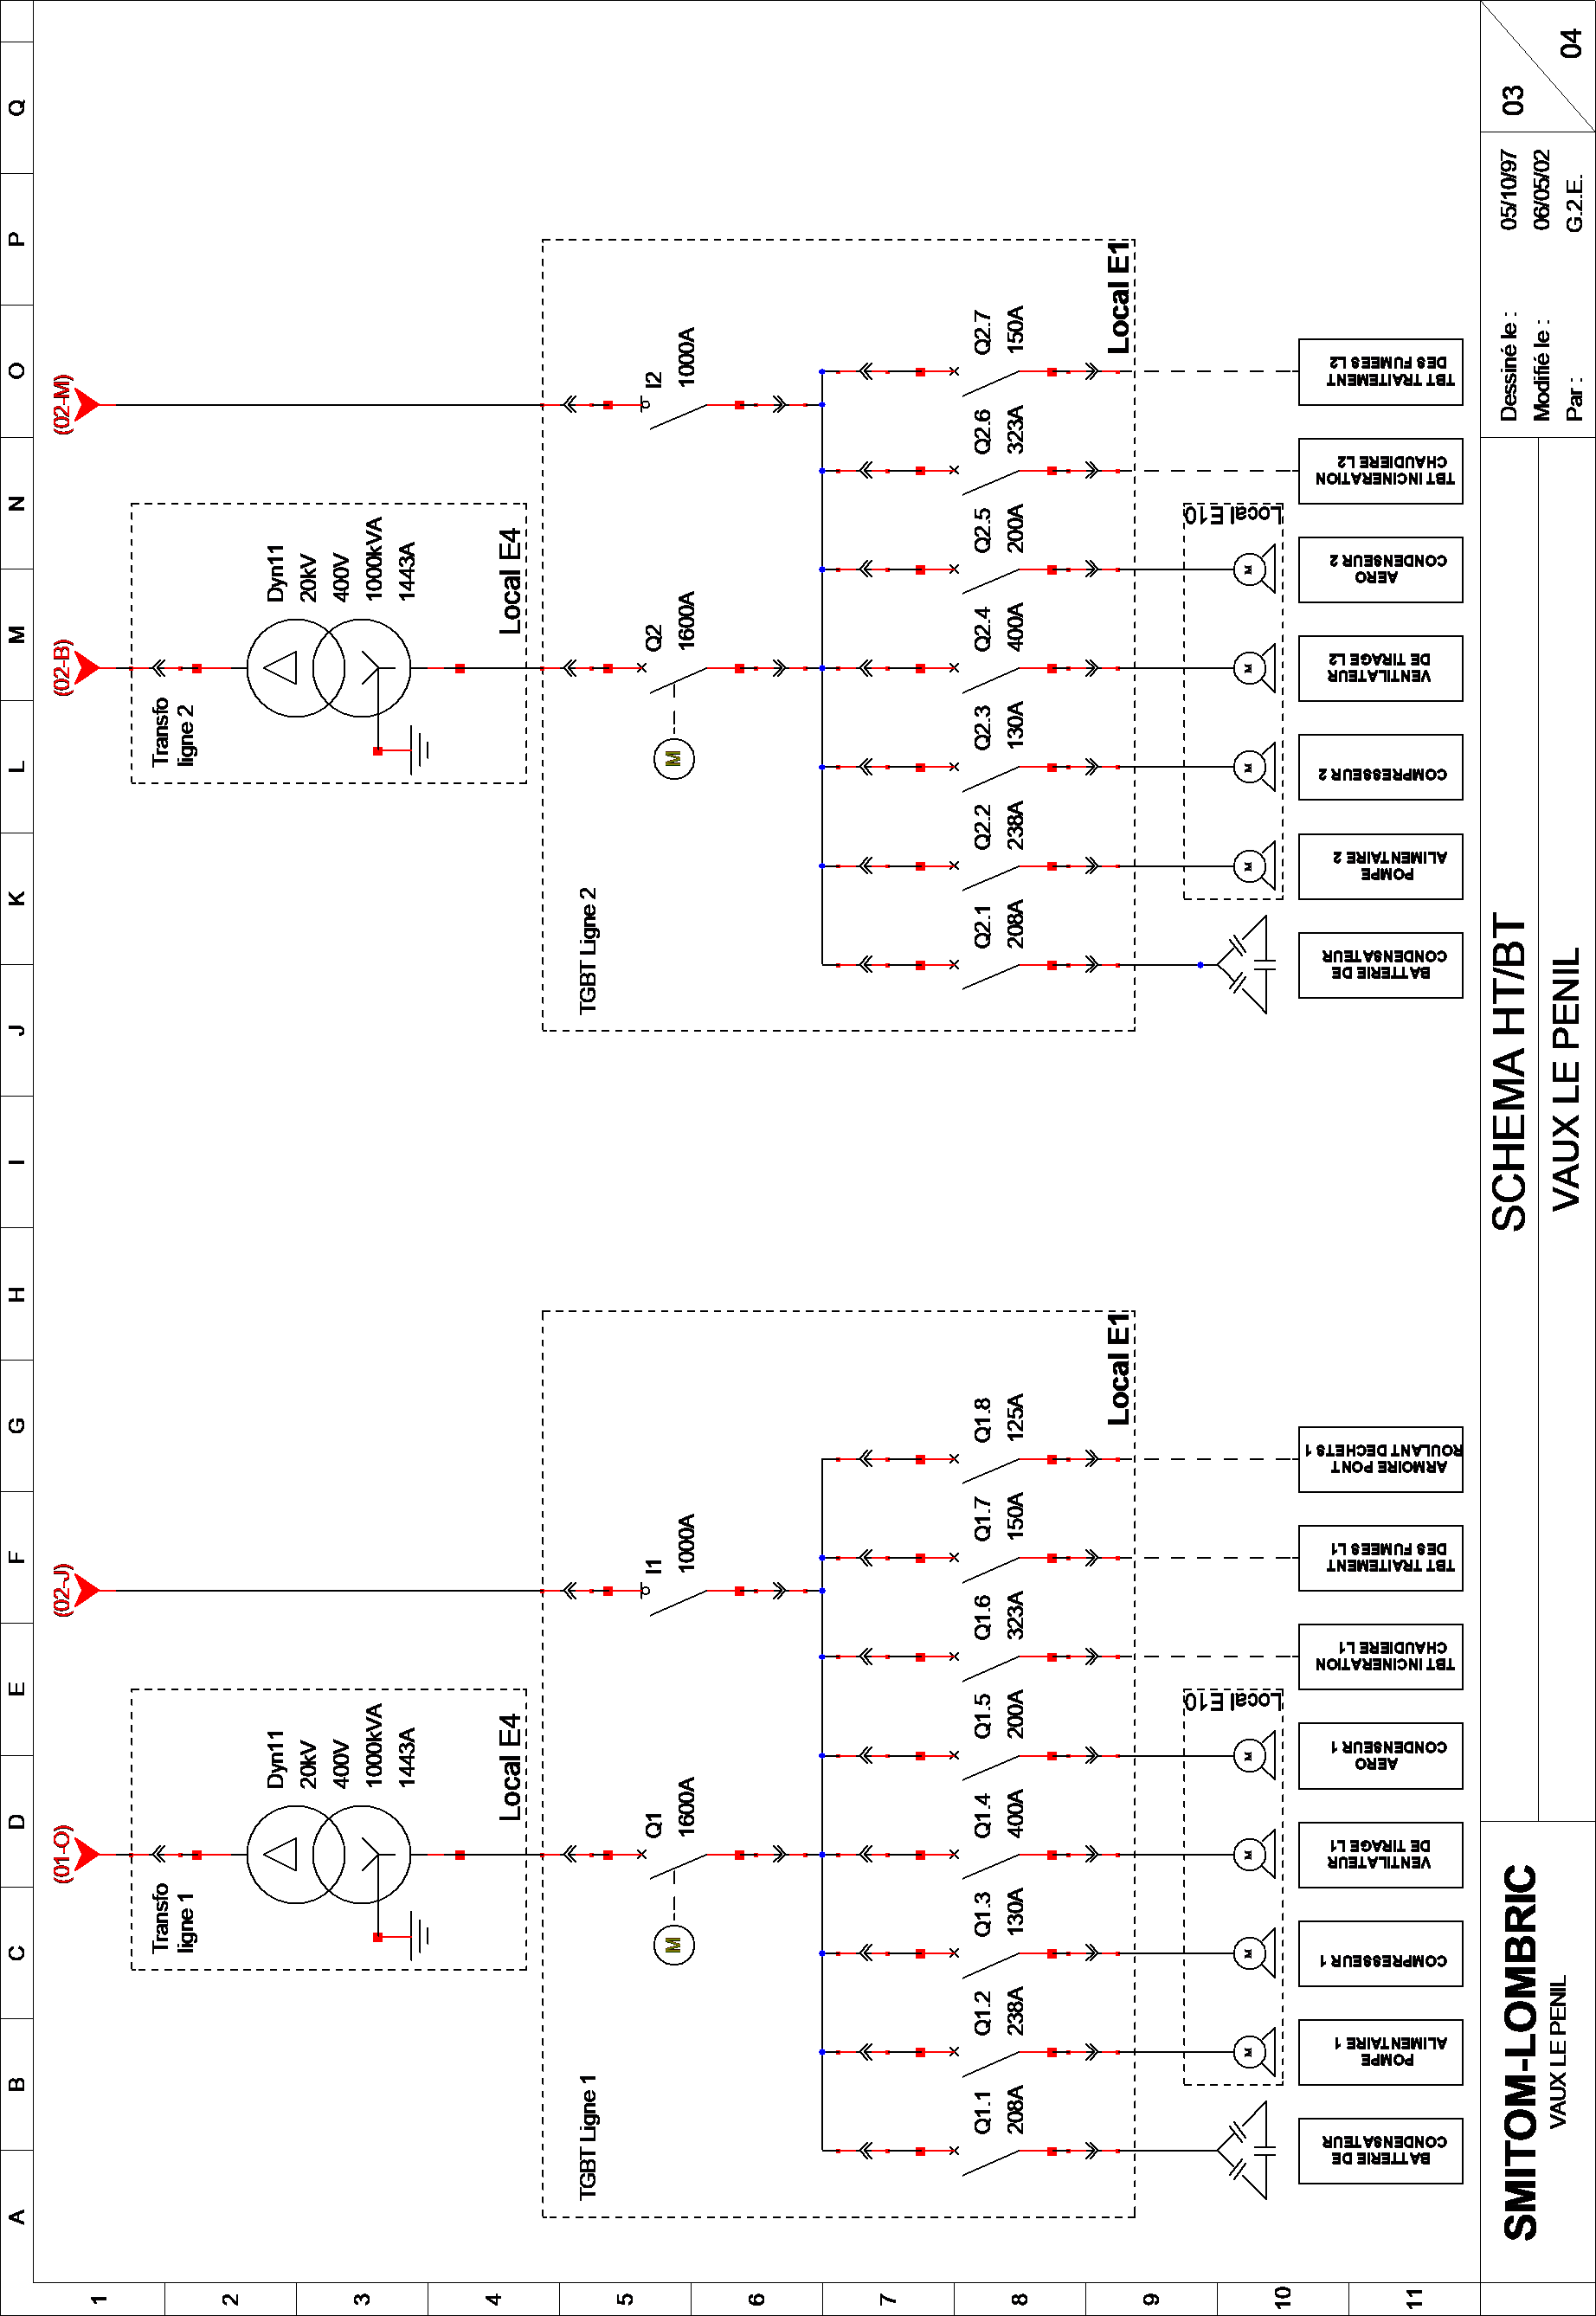 A B C D E F G H I J K L M N O P Q
1
2
3
4
5
6
7
8
9
10
11
(01-O)
Transfo
ligne 1
Dyn11
20kV
400V
1000kVA
1443A
Local E4
(02-J)
TGBT Ligne 1
Q1
1600A
M
I1
1000A
Q1.1
208A
Q1.2
238A
Q1.3
130A
Q1.4
400A
Q1.5
200A
Q1.6
323A
Q1.7
150A
Q1.8
125A
Local E1
M
M
M
M
Local E10
BATTERIE DE
CONDENSATEUR
POMPE
ALIMENTAIRE 1
COMPRESSEUR 1
VENTILATEUR
DE TIRAGE L1
AERO
CONDENSEUR 1
TBT INCINERATION
CHAUDIERE L1
TBT TRAITEMENT
DES FUMEES L1
ARMOIRE PONT
ROULANT DECHETS 1
(02-B)
Transfo
ligne 2
Dyn11
20kV
400V
1000kVA
1443A
Local E4
(02-M)
TGBT Ligne 2
Q2
1600A
M
I2
1000A
Q2.1
208A
Q2.2
238A
Q2.3
130A
Q2.4
400A
Q2.5
200A
Q2.6
323A
Q2.7
150A
Local E1
M
M
M
M
Local E10
BATTERIE DE
CONDENSATEUR
POMPE
ALIMENTAIRE 2
COMPRESSEUR 2
VENTILATEUR
DE TIRAGE L2
AERO
CONDENSEUR 2
TBT INCINERATION
CHAUDIERE L2
TBT TRAITEMENT
DES FUMEES L2
SMITOM-LOMBRIC
VAUX LE PENIL
SCHEMA HT/BT
VAUX LE PENIL
Dessiné le : 05/10/97
Modifié le : 06/05/02
Par : G.2.E.
03
04